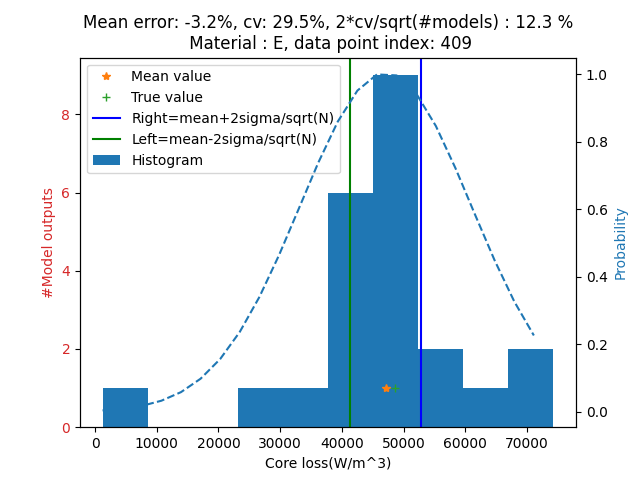 Mean error: -3.2%, cv: 29.5%, 2*cv/sqrt(#models) : 12.3 %
Material : E, data point index: 409
Mean value
True value
Right=mean+2sigma/sqrt(N)
Left=mean-2sigma/sqrt(N)
Histogram
#Model outputs
0
2
4
6
8
Probability
0.0
0.2
0.4
0.6
0.8
1.0
0
10000
20000
30000
40000
50000
60000
70000
Core loss(W/m^3)